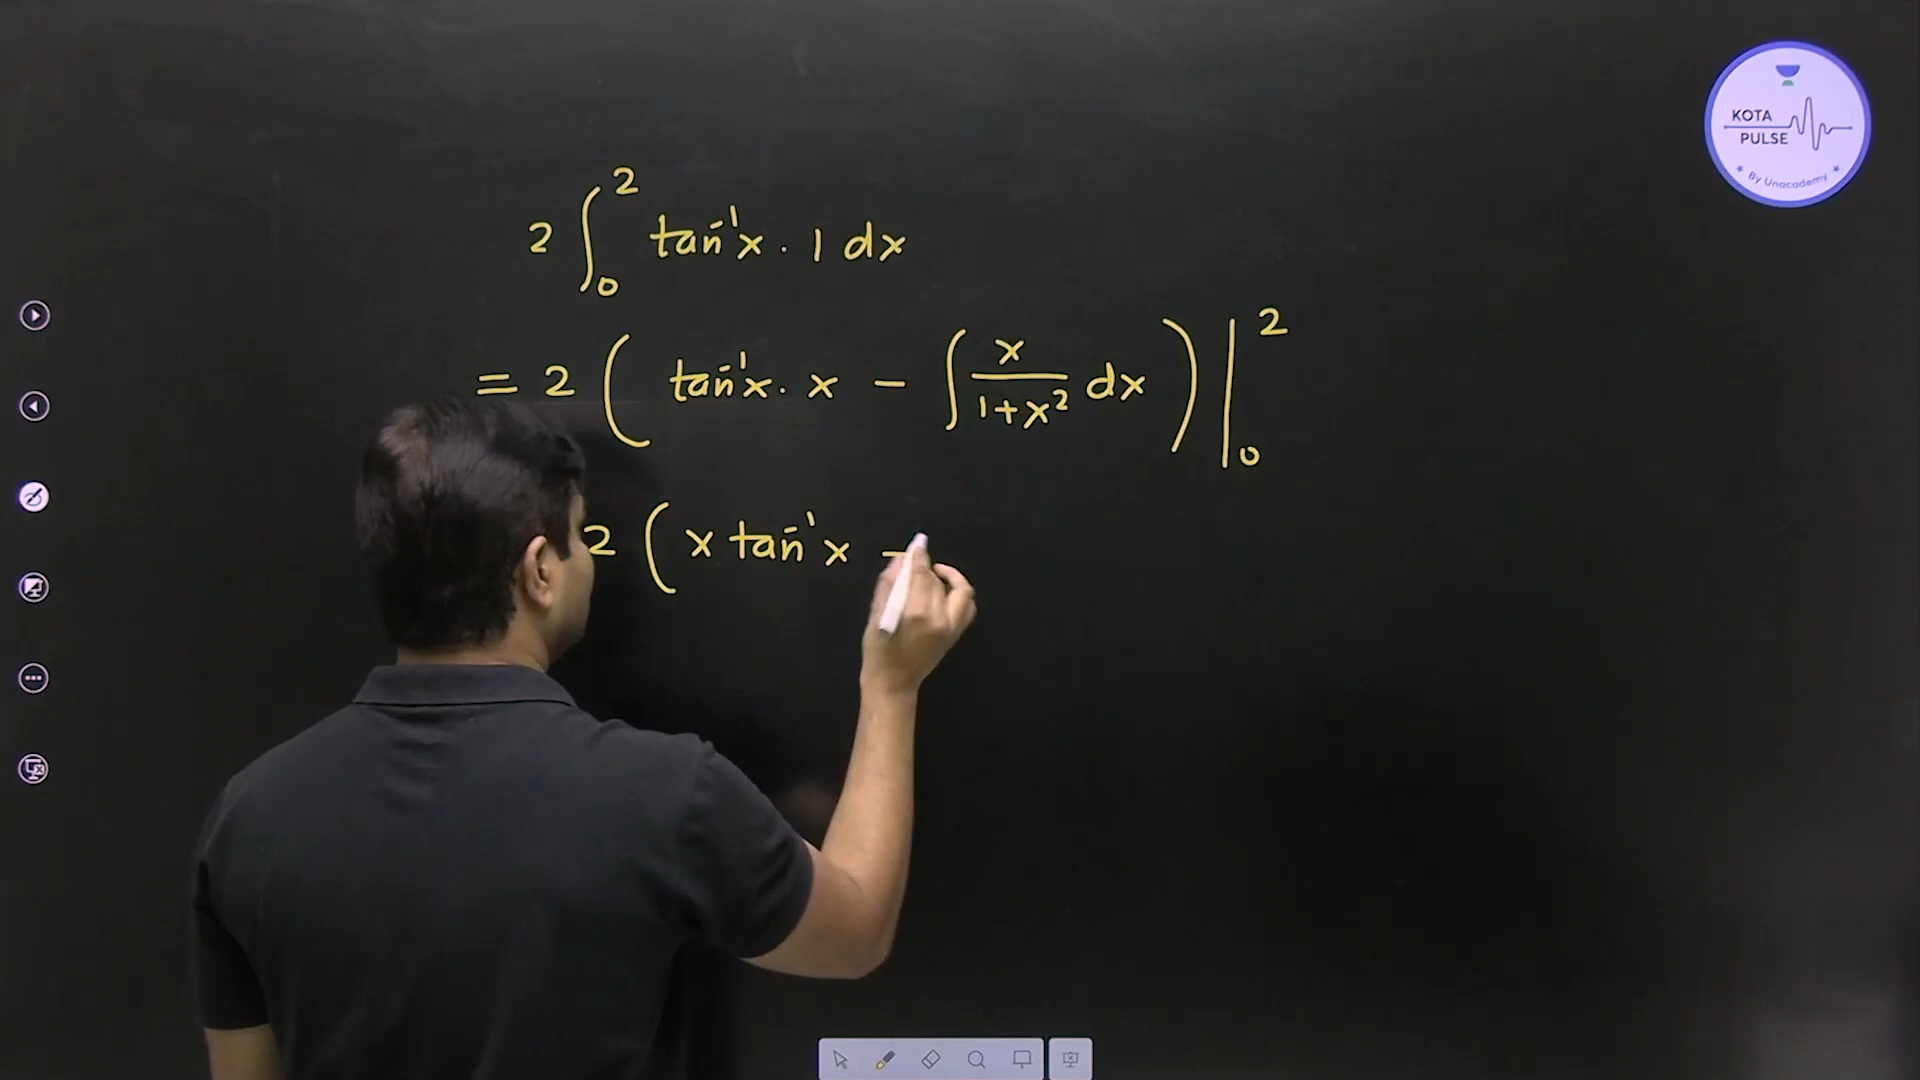 KOTA
PULSE
By Unacademy
2 ∫₀² tan⁻¹x · 1 dx
= 2 ( tan⁻¹x · x − ∫ x/(1+x²) dx ) |₀²
2 ( x tan⁻¹x −